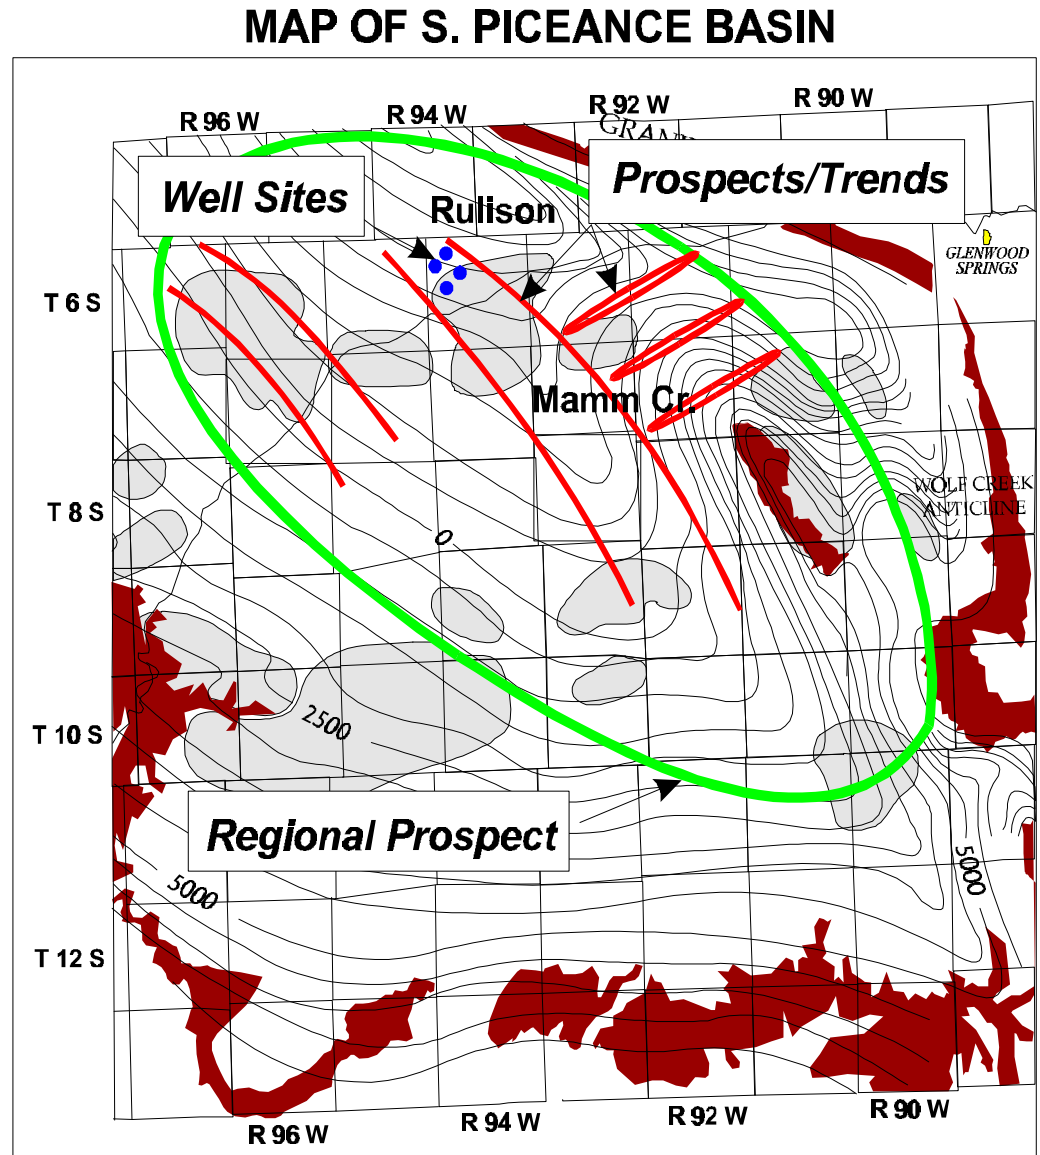 MAP OF S. PICEANCE BASIN
R 96 W
R 94 W
R 92 W
R 90 W
Well Sites
Rulison
Prospects/Trends
GLENWOOD
SPRINGS
T 6 S
Mamm Cr.
WOLF CREEK
ANTICLINE
T 8 S
0
2500
T 10 S
Regional Prospect
5000
5000
T 12 S
R 96 W
R 94 W
R 92 W
R 90 W